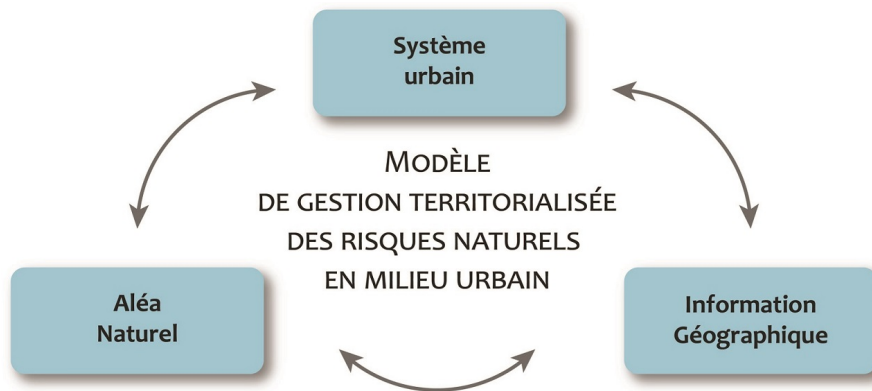 Système
urbain
MODÈLE
DE GESTION TERRITORIALISÉE
DES RISQUES NATURELS
EN MILIEU URBAIN
Aléa
Naturel
Information
Géographique